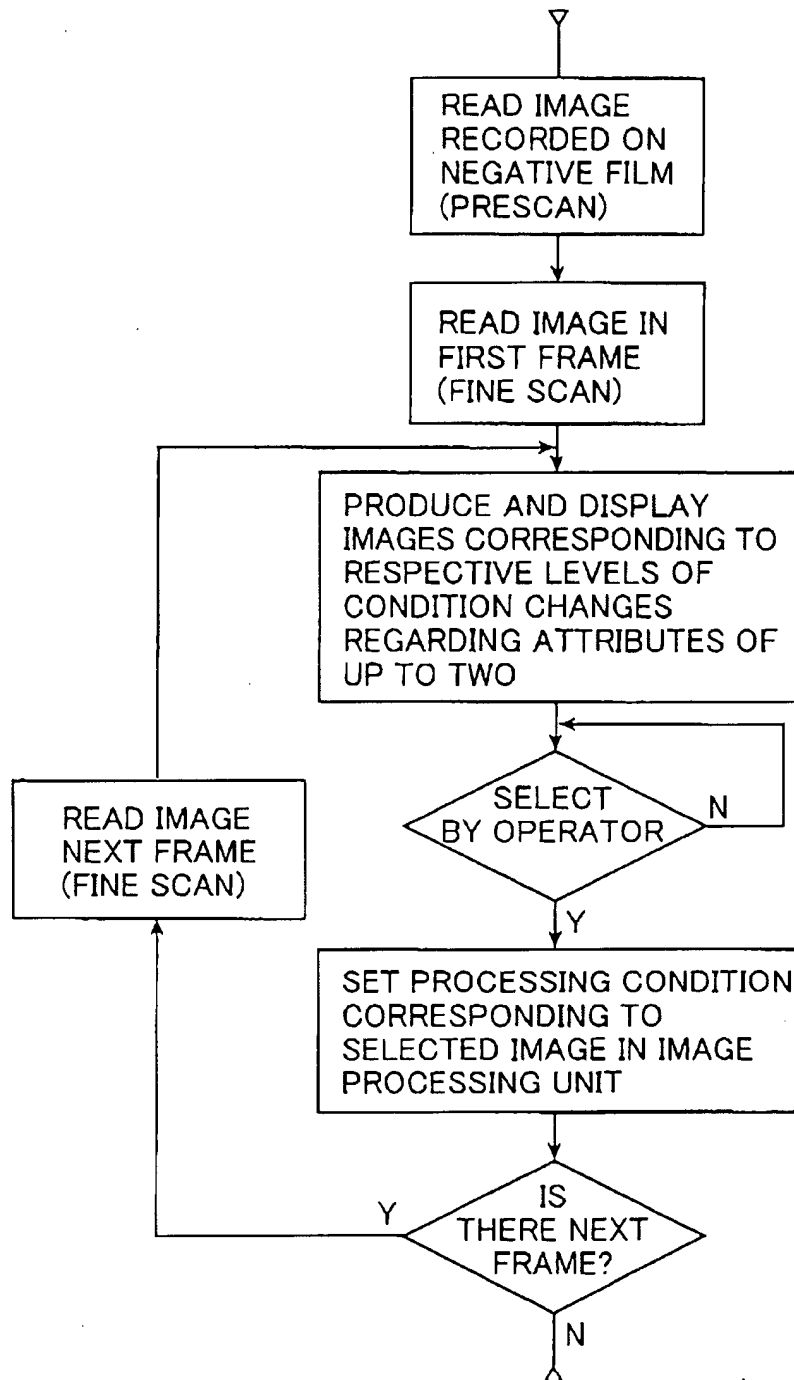 READ IMAGE
RECORDED ON
NEGATIVE FILM
(PRESCAN)
READ IMAGE IN
FIRST FRAME
(FINE SCAN)
PRODUCE AND DISPLAY
IMAGES CORRESPONDING TO
RESPECTIVE LEVELS OF
CONDITION CHANGES
REGARDING ATTRIBUTES OF
UP TO TWO
SELECT
BY OPERATOR
N
Y
READ IMAGE
NEXT FRAME
(FINE SCAN)
SET PROCESSING CONDITION
CORRESPONDING TO
SELECTED IMAGE IN IMAGE
PROCESSING UNIT
IS
THERE NEXT
FRAME?
Y
N